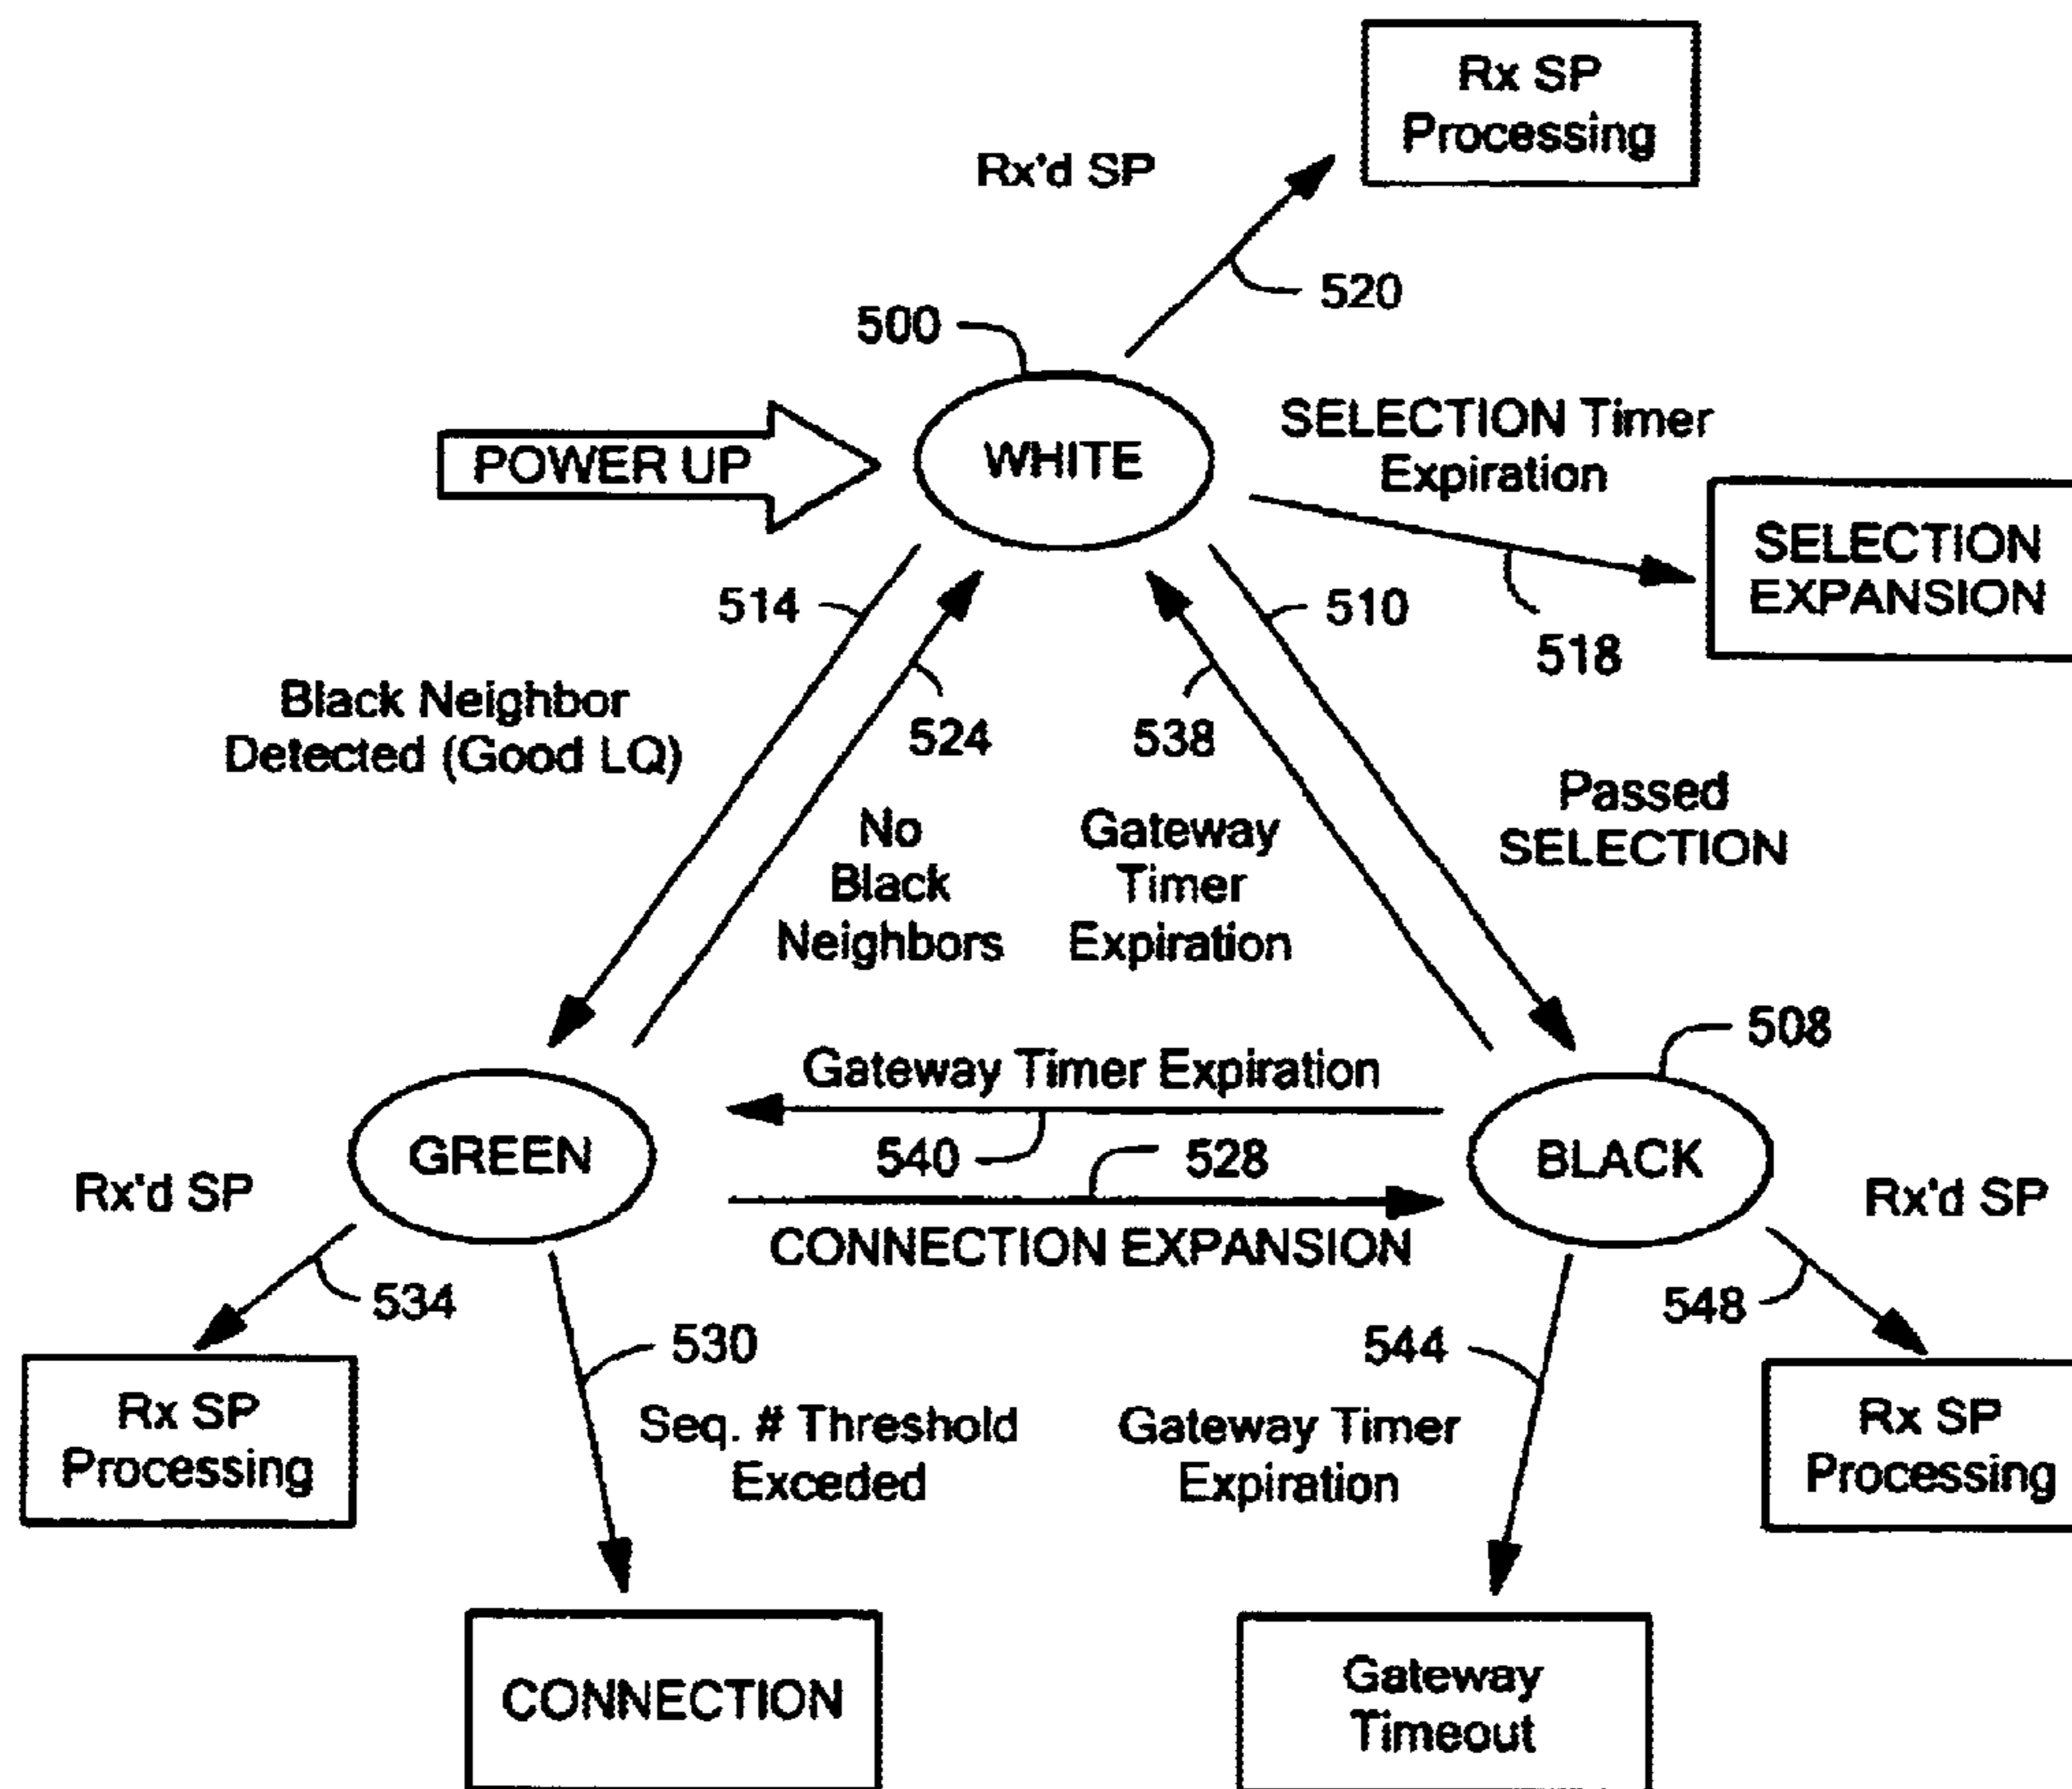 Rx SP
Processing
Rx'd SP
520
500
WHITE
POWER UP
SELECTION Timer
Expiration
SELECTION
EXPANSION
518
514
510
Black Neighbor
Detected (Good LQ)
524
538
Passed
SELECTION
No
Black
Neighbors
Gateway
Timer
Expiration
508
Gateway Timer Expiration
GREEN
540
528
BLACK
CONNECTION EXPANSION
Rx'd SP
Rx'd SP
534
548
530
544
Rx SP
Processing
Seq. # Threshold
Exceded
Gateway Timer
Expiration
Rx SP
Processing
CONNECTION
Gateway
Timeout